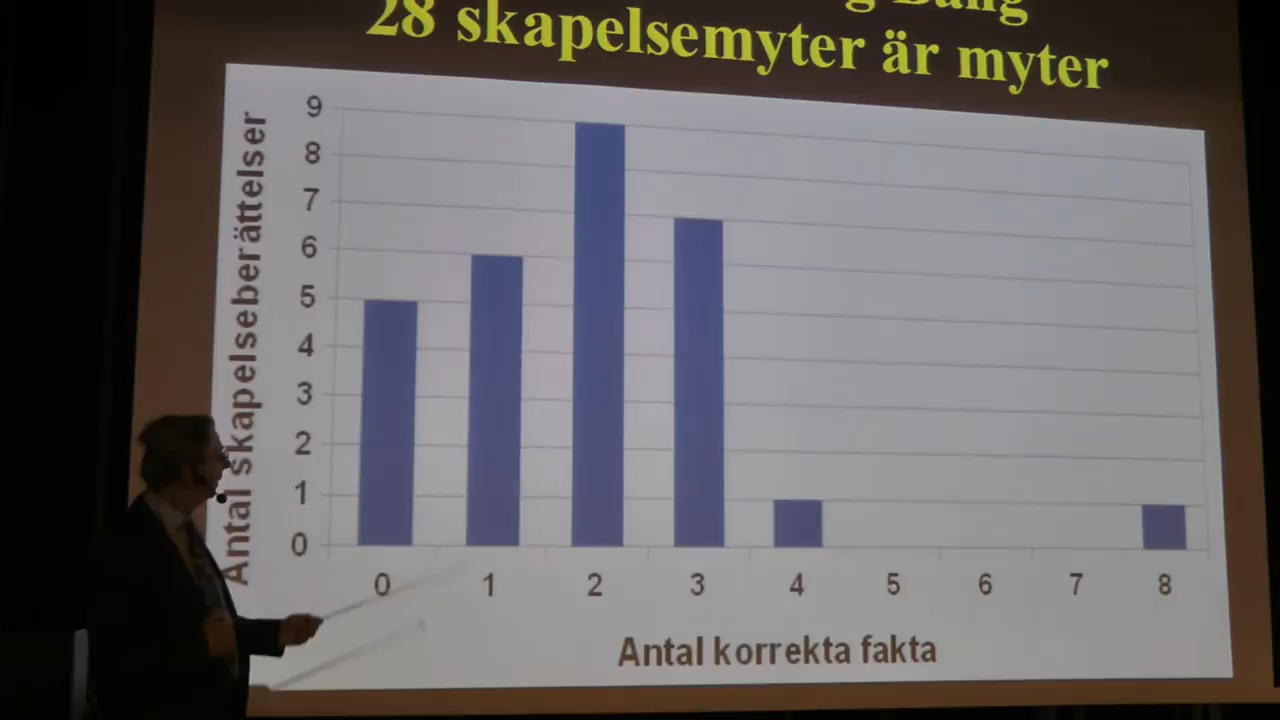 g Bang
28 skapelsemyter är myter
Antal skapelseberättelser
9
8
7
6
5
4
3
2
1
0
0 1 2 3 4 5 6 7 8
Antal korrekta fakta